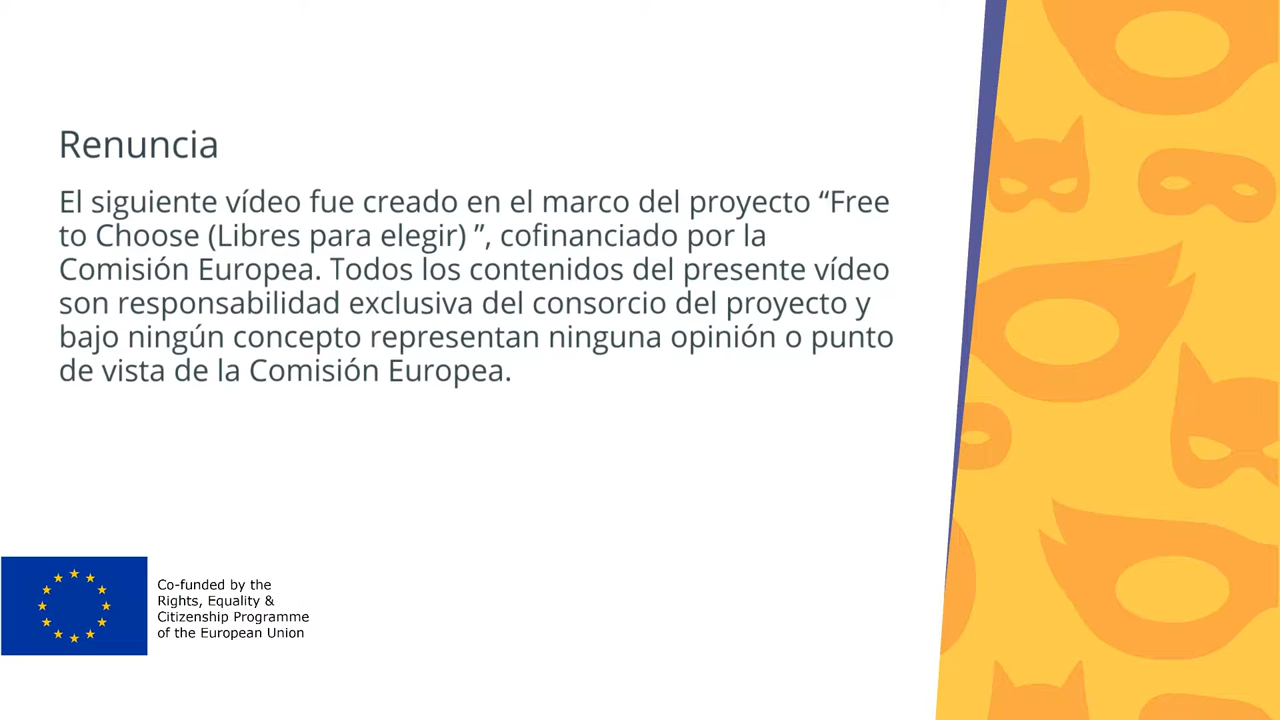 Renuncia
El siguiente vídeo fue creado en el marco del proyecto “Free
to Choose (Libres para elegir) ”, cofinanciado por la
Comisión Europea. Todos los contenidos del presente vídeo
son responsabilidad exclusiva del consorcio del proyecto y
bajo ningún concepto representan ninguna opinión o punto
de vista de la Comisión Europea.
Co-funded by the
Rights, Equality &
Citizenship Programme
of the European Union